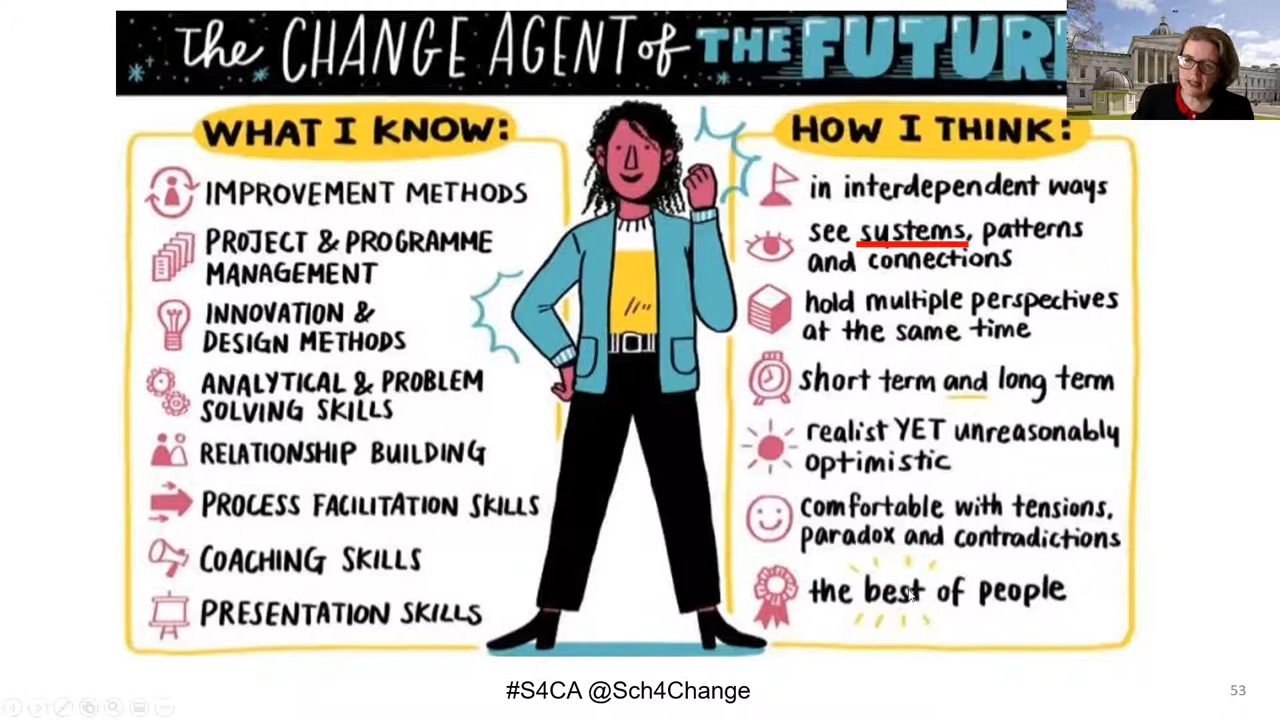 the CHANGE AGENT of THE FUTUR
WHAT I KNOW:
IMPROVEMENT METHODS
PROJECT & PROGRAMME
MANAGEMENT
INNOVATION &
DESIGN METHODS
ANALYTICAL & PROBLEM
SOLVING SKILLS
RELATIONSHIP BUILDING
PROCESS FACILITATION SKILLS
COACHING SKILLS
PRESENTATION SKILLS
HOW I THINK:
in interdependent ways
see systems, patterns
and connections
hold multiple perspectives
at the same time
short term and long term
realist YET unreasonably
optimistic
comfortable with tensions,
paradox and contradictions
the best of people
#S4CA @Sch4Change
53